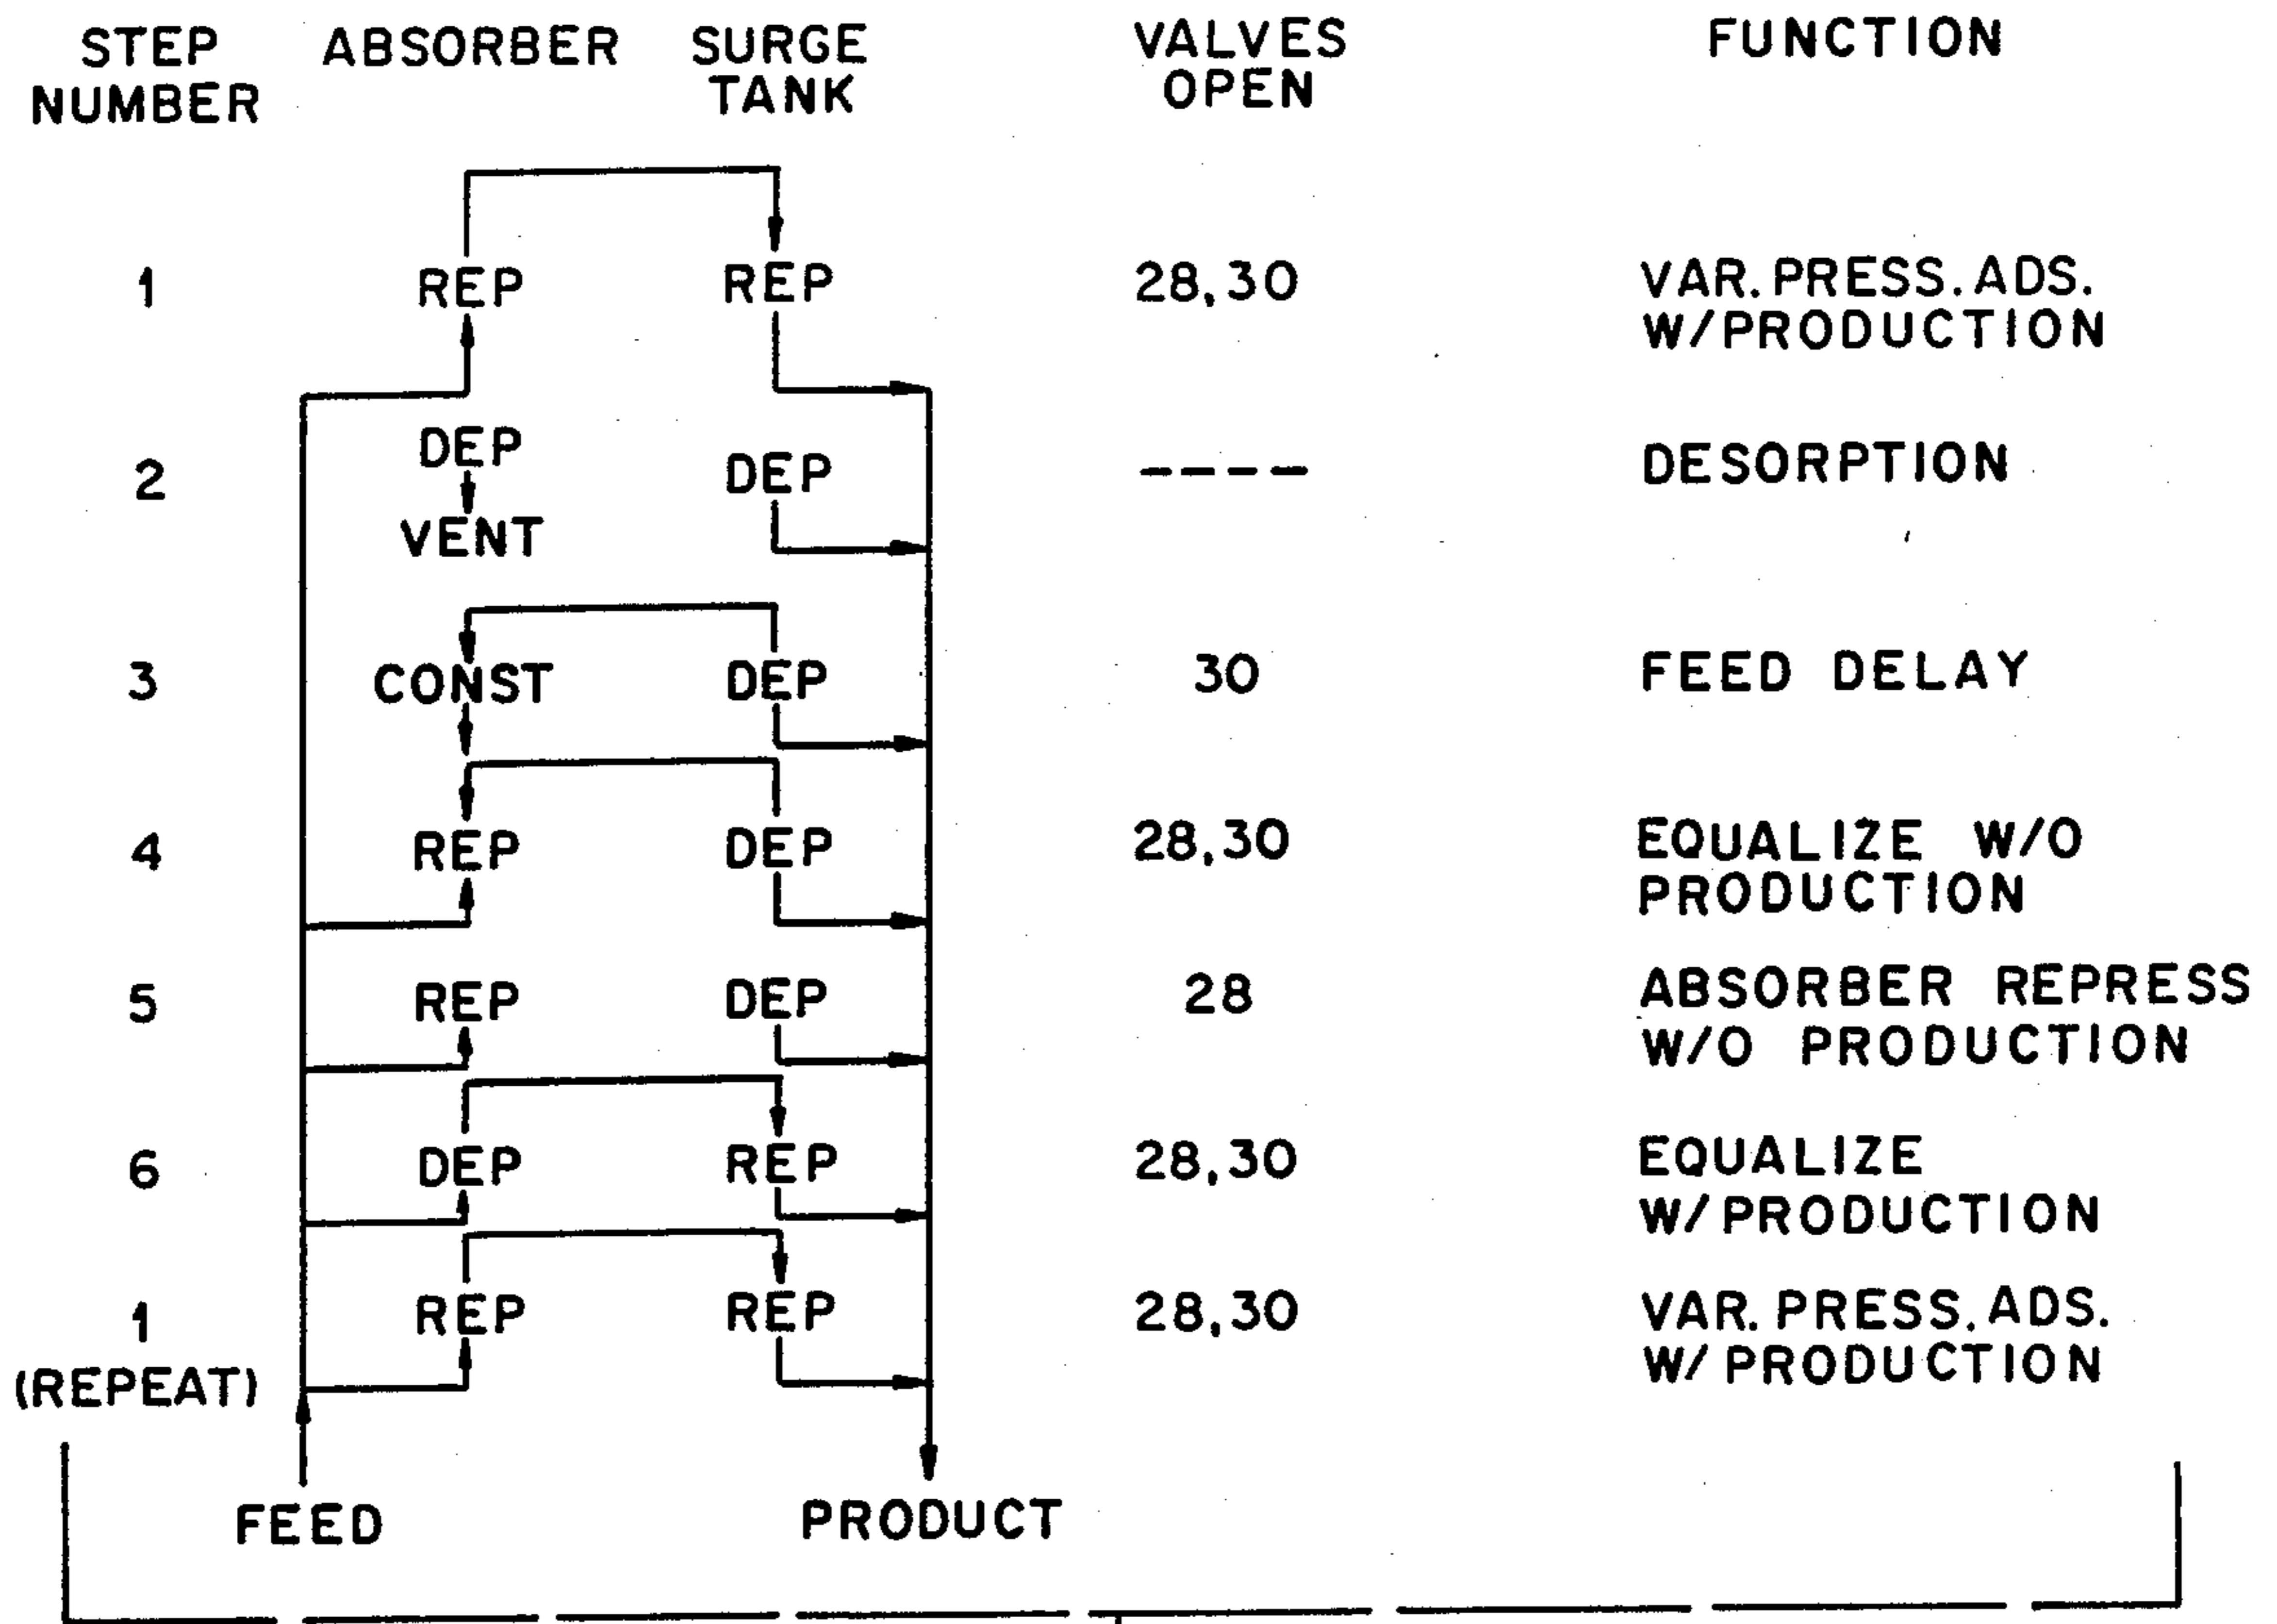 STEP NUMBER ABSORBER SURGE TANK VALVES OPEN FUNCTION
1 REP REP 28,30 VAR. PRESS. ADS. W/PRODUCTION
2 DEP VENT DEP ---- DESORPTION
3 CONST DEP 30 FEED DELAY
4 REP DEP 28,30 EQUALIZE W/O PRODUCTION
5 REP DEP 28 ABSORBER REPRESS W/O PRODUCTION
6 DEP REP 28,30 EQUALIZE W/PRODUCTION
1 (REPEAT) REP REP 28,30 VAR. PRESS. ADS. W/PRODUCTION
FEED PRODUCT